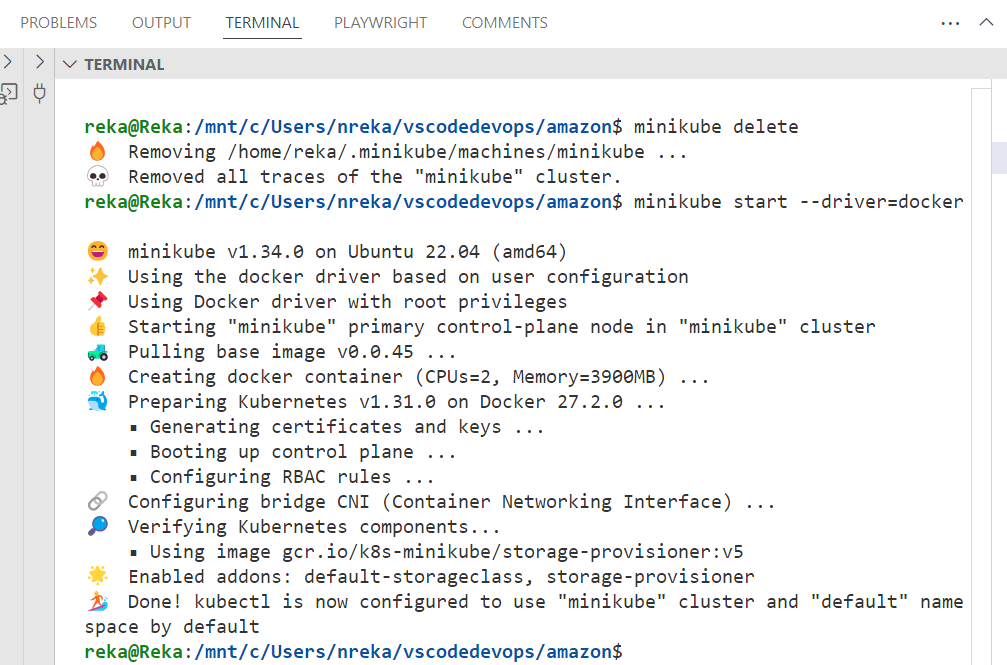 PROBLEMS OUTPUT TERMINAL PLAYWRIGHT COMMENTS
TERMINAL
reka@Reka:/mnt/c/Users/nreka/vscodedevops/amazon$ minikube delete
Removing /home/reka/.minikube/machines/minikube ...
Removed all traces of the "minikube" cluster.
reka@Reka:/mnt/c/Users/nreka/vscodedevops/amazon$ minikube start --driver=docker
minikube v1.34.0 on Ubuntu 22.04 (amd64)
Using the docker driver based on user configuration
Using Docker driver with root privileges
Starting "minikube" primary control-plane node in "minikube" cluster
Pulling base image v0.0.45 ...
Creating docker container (CPUs=2, Memory=3900MB) ...
Preparing Kubernetes v1.31.0 on Docker 27.2.0 ...
▪ Generating certificates and keys ...
▪ Booting up control plane ...
▪ Configuring RBAC rules ...
Configuring bridge CNI (Container Networking Interface) ...
Verifying Kubernetes components...
▪ Using image gcr.io/k8s-minikube/storage-provisioner:v5
Enabled addons: default-storageclass, storage-provisioner
Done! kubectl is now configured to use "minikube" cluster and "default" name
space by default
reka@Reka:/mnt/c/Users/nreka/vscodedevops/amazon$